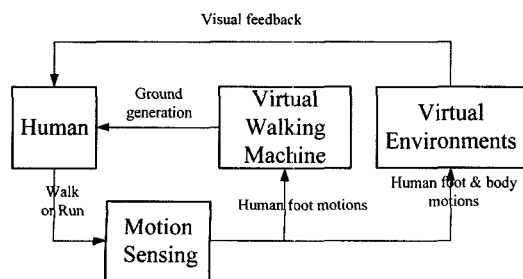 Visual feedback
Human
Ground
generation
Virtual
Walking
Machine
Virtual
Environments
Walk
or Run
Human foot motions
Human foot & body
motions
Motion
Sensing